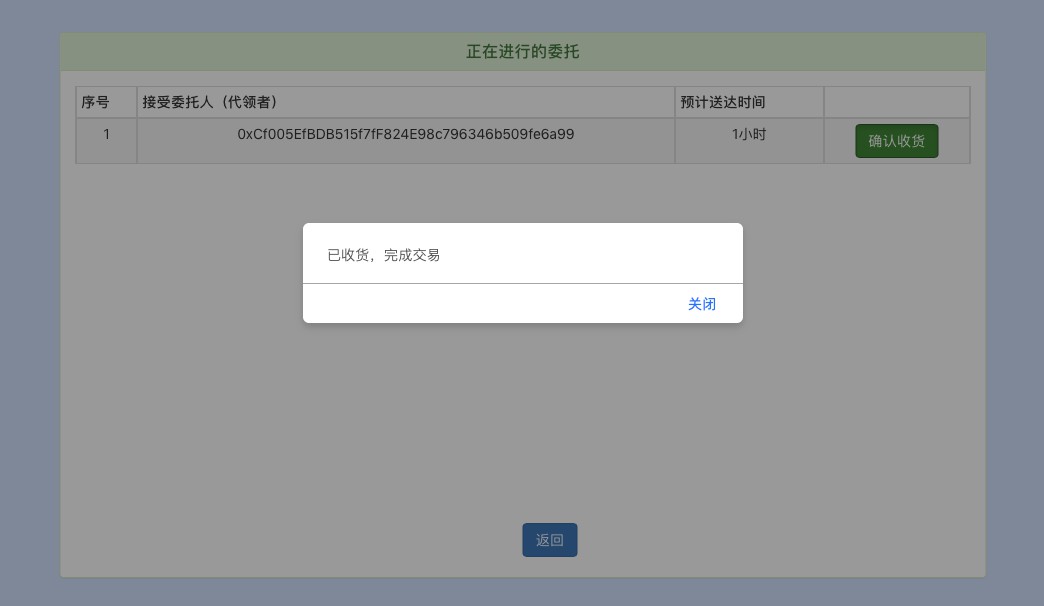 正在进行的委托
序号 接受委托人（代领者） 预计送达时间
1 0xCf005EfBDB515f7fF824E98c796346b509fe6a99 1小时 确认收货
已收货，完成交易
关闭
返回